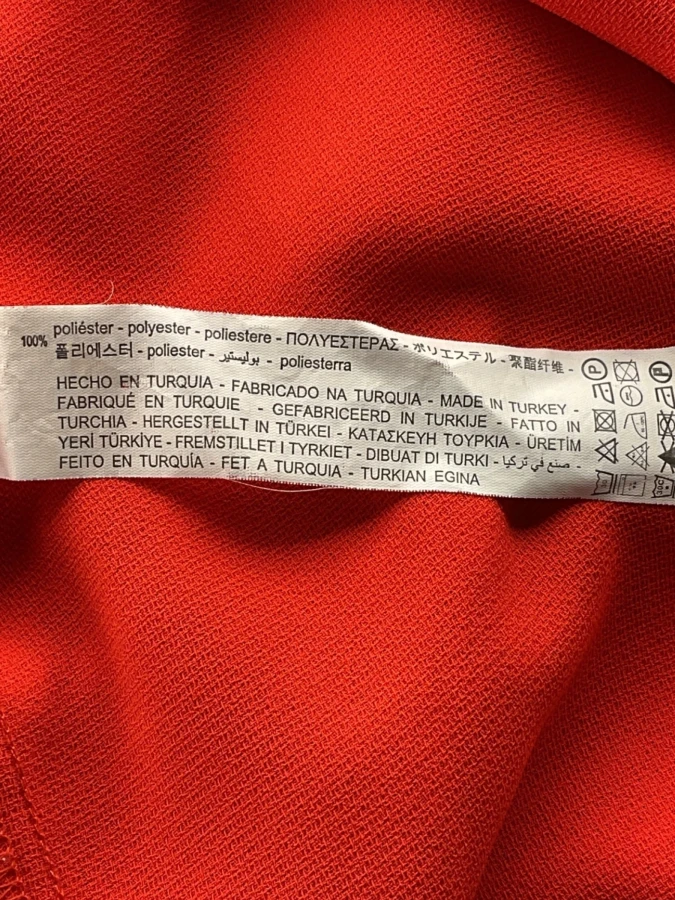 100% poliéster - polyester - poliestere - ΠΟΛΥΕΣΤΕΡΑΣ - ポリエステル - 聚酯纤维 -
폴리에스터 - poliester - بوليستير - poliesterra
HECHO EN TURQUIA - FABRICADO NA TURQUIA - MADE IN TURKEY -
FABRIQUÉ EN TURQUIE - GEFABRICEERD IN TURKIJE - FATTO IN
TURCHIA - HERGESTELLT IN TÜRKEI - ΚΑΤΑΣΚΕΥΗ ΤΟΥΡΚΙΑ - ÜRETİM
YERİ TÜRKİYE - FREMSTILLET I TYRKIET - DIBUAT DI TURKI - صنع في تركيا -
FEITO EN TURQUÍA - FET A TURQUIA - TURKIAN EGINA